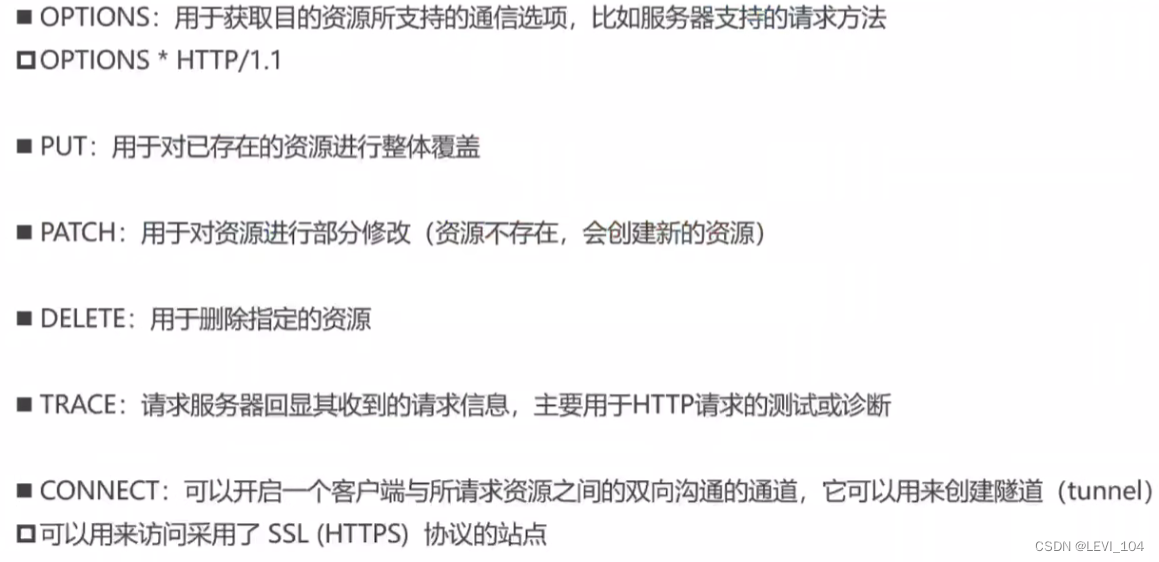 ■ OPTIONS：用于获取目的资源所支持的通信选项，比如服务器支持的请求方法
□ OPTIONS * HTTP/1.1
■ PUT：用于对已存在的资源进行整体覆盖
■ PATCH：用于对资源进行部分修改（资源不存在，会创建新的资源）
■ DELETE：用于删除指定的资源
■ TRACE：请求服务器回显其收到的请求信息，主要用于HTTP请求的测试或诊断
■ CONNECT：可以开启一个客户端与所请求资源之间的双向沟通的通道，它可以用来创建隧道（tunnel）
□ 可以用来访问采用了 SSL (HTTPS) 协议的站点
CSDN @LEVI_104